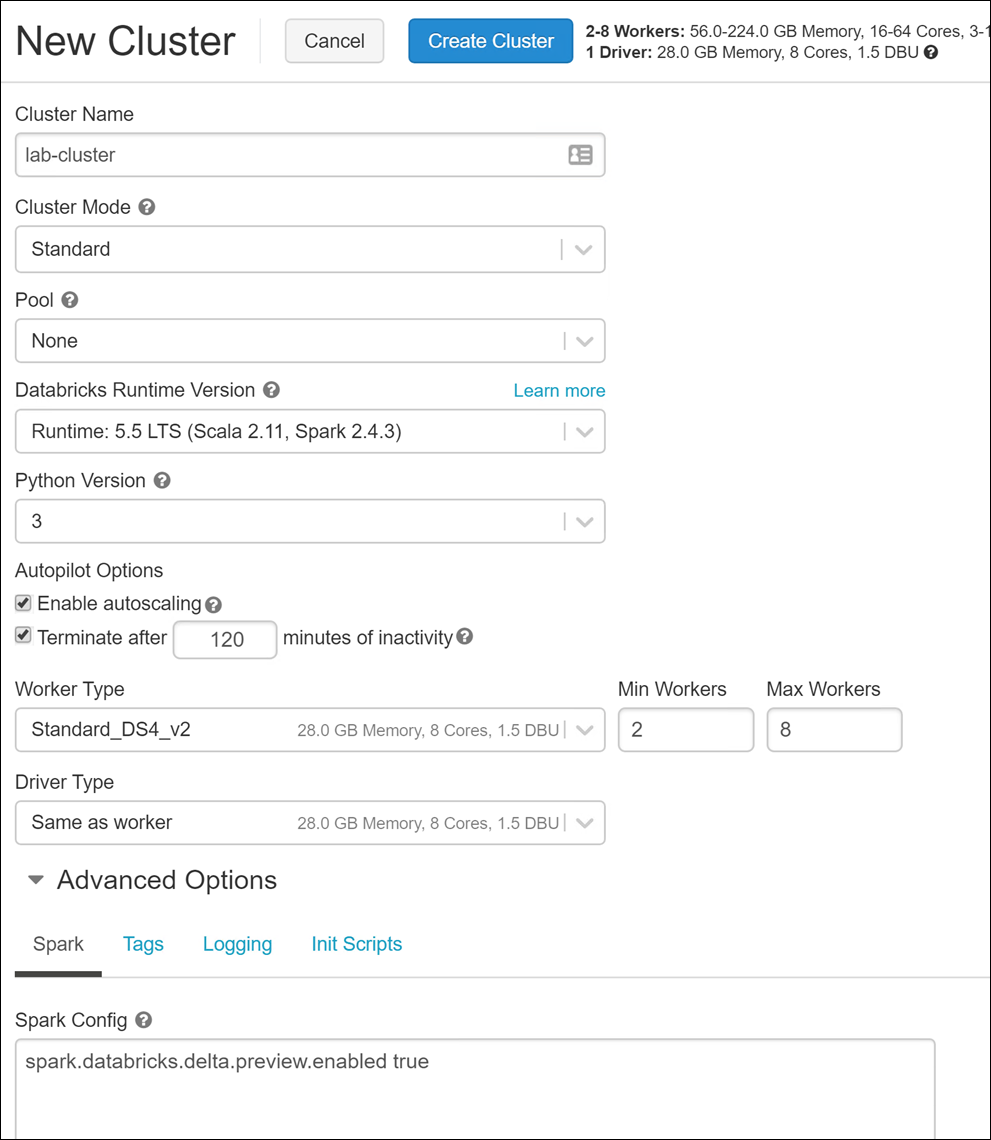 New Cluster
Cancel
Create Cluster
2-8 Workers: 56.0-224.0 GB Memory, 16-64 Cores, 3-1
1 Driver: 28.0 GB Memory, 8 Cores, 1.5 DBU ?
Cluster Name
lab-cluster
Cluster Mode ?
Standard
Pool ?
None
Databricks Runtime Version ? Learn more
Runtime: 5.5 LTS (Scala 2.11, Spark 2.4.3)
Python Version ?
3
Autopilot Options
Enable autoscaling ?
Terminate after 120 minutes of inactivity ?
Worker Type Min Workers Max Workers
Standard_DS4_v2 28.0 GB Memory, 8 Cores, 1.5 DBU 2 8
Driver Type
Same as worker 28.0 GB Memory, 8 Cores, 1.5 DBU
Advanced Options
Spark Tags Logging Init Scripts
Spark Config ?
spark.databricks.delta.preview.enabled true